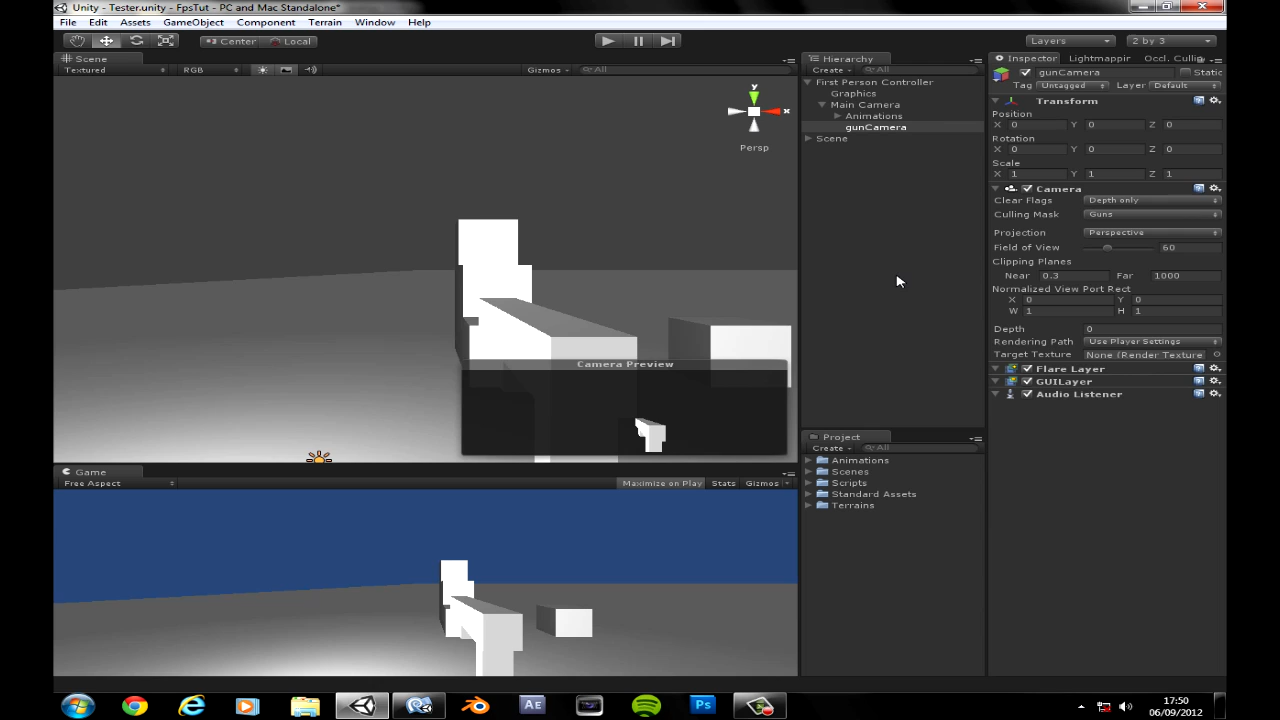 Unity - Tester.unity - FpsTut - PC and Mac Standalone*
File Edit Assets GameObject Component Terrain Window Help
Center Local
Layers 2 by 3
Scene
Textured RGB Gizmos All
y
x
Persp
Camera Preview
Game
Free Aspect Maximize on Play Stats Gizmos
Hierarchy
Create All
First Person Controller
Graphics
Main Camera
Animations
gunCamera
Scene
Project
Create All
Animations
Scenes
Scripts
Standard Assets
Terrains
Inspector Lightmappin Occl. Culling
gunCamera Static
Tag Untagged Layer Default
Transform
Position
X 0 Y 0 Z 0
Rotation
X 0 Y 0 Z 0
Scale
X 1 Y 1 Z 1
Camera
Clear Flags Depth only
Culling Mask Guns
Projection Perspective
Field of View 60
Clipping Planes
Near 0.3 Far 1000
Normalized View Port Rect
X 0 Y 0
W 1 H 1
Depth 0
Rendering Path Use Player Settings
Target Texture None (Render Texture
Flare Layer
GUILayer
Audio Listener
Ae Ps
17:50
06/09/2012